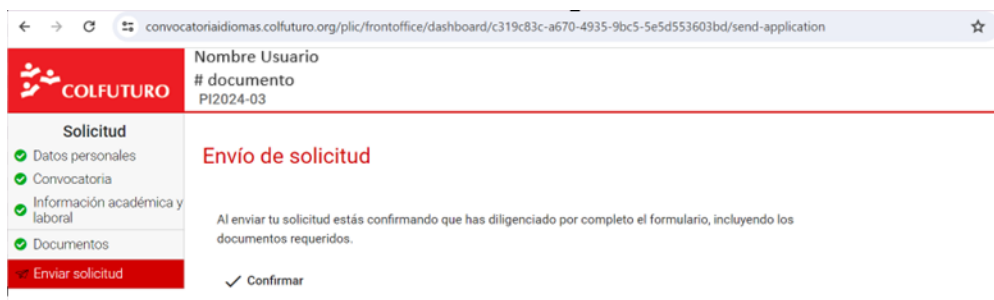 convocatoriaidiomas.colfuturo.org/plic/frontoffice/dashboard/c319c83c-a670-4935-9bc5-5e5d553603bd/send-application
COLFUTURO
Nombre Usuario
# documento
PI2024-03
Solicitud
Datos personales
Convocatoria
Información académica y
laboral
Documentos
Enviar solicitud
Envío de solicitud
Al enviar tu solicitud estás confirmando que has diligenciado por completo el formulario, incluyendo los
documentos requeridos.
Confirmar